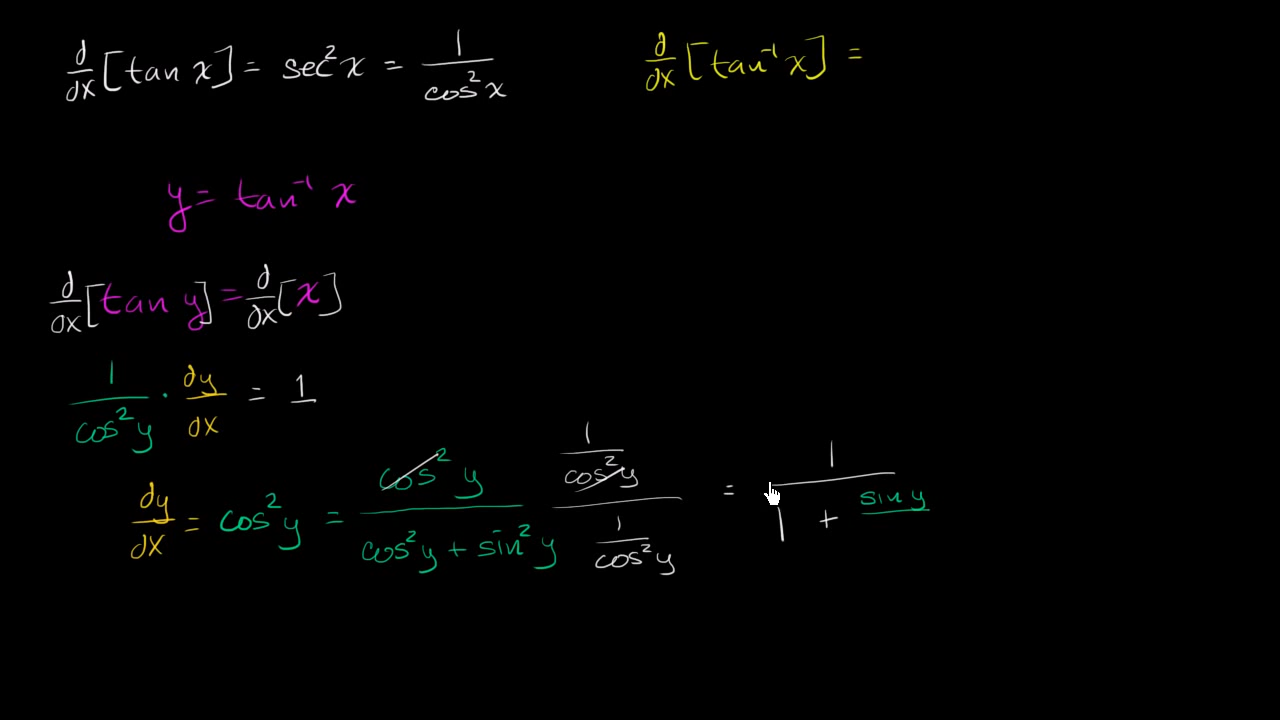 d/dx [tan x] = sec²x = 1/cos²x
d/dx [tan⁻¹ x] =
y = tan⁻¹ x
d/dx [tan y] = d/dx [x]
1/cos²y · dy/dx = 1
dy/dx = cos²y = cos²y/(cos²y + sin²y) (1/cos²y)/(1/cos²y) = 1/(1 + sin y)